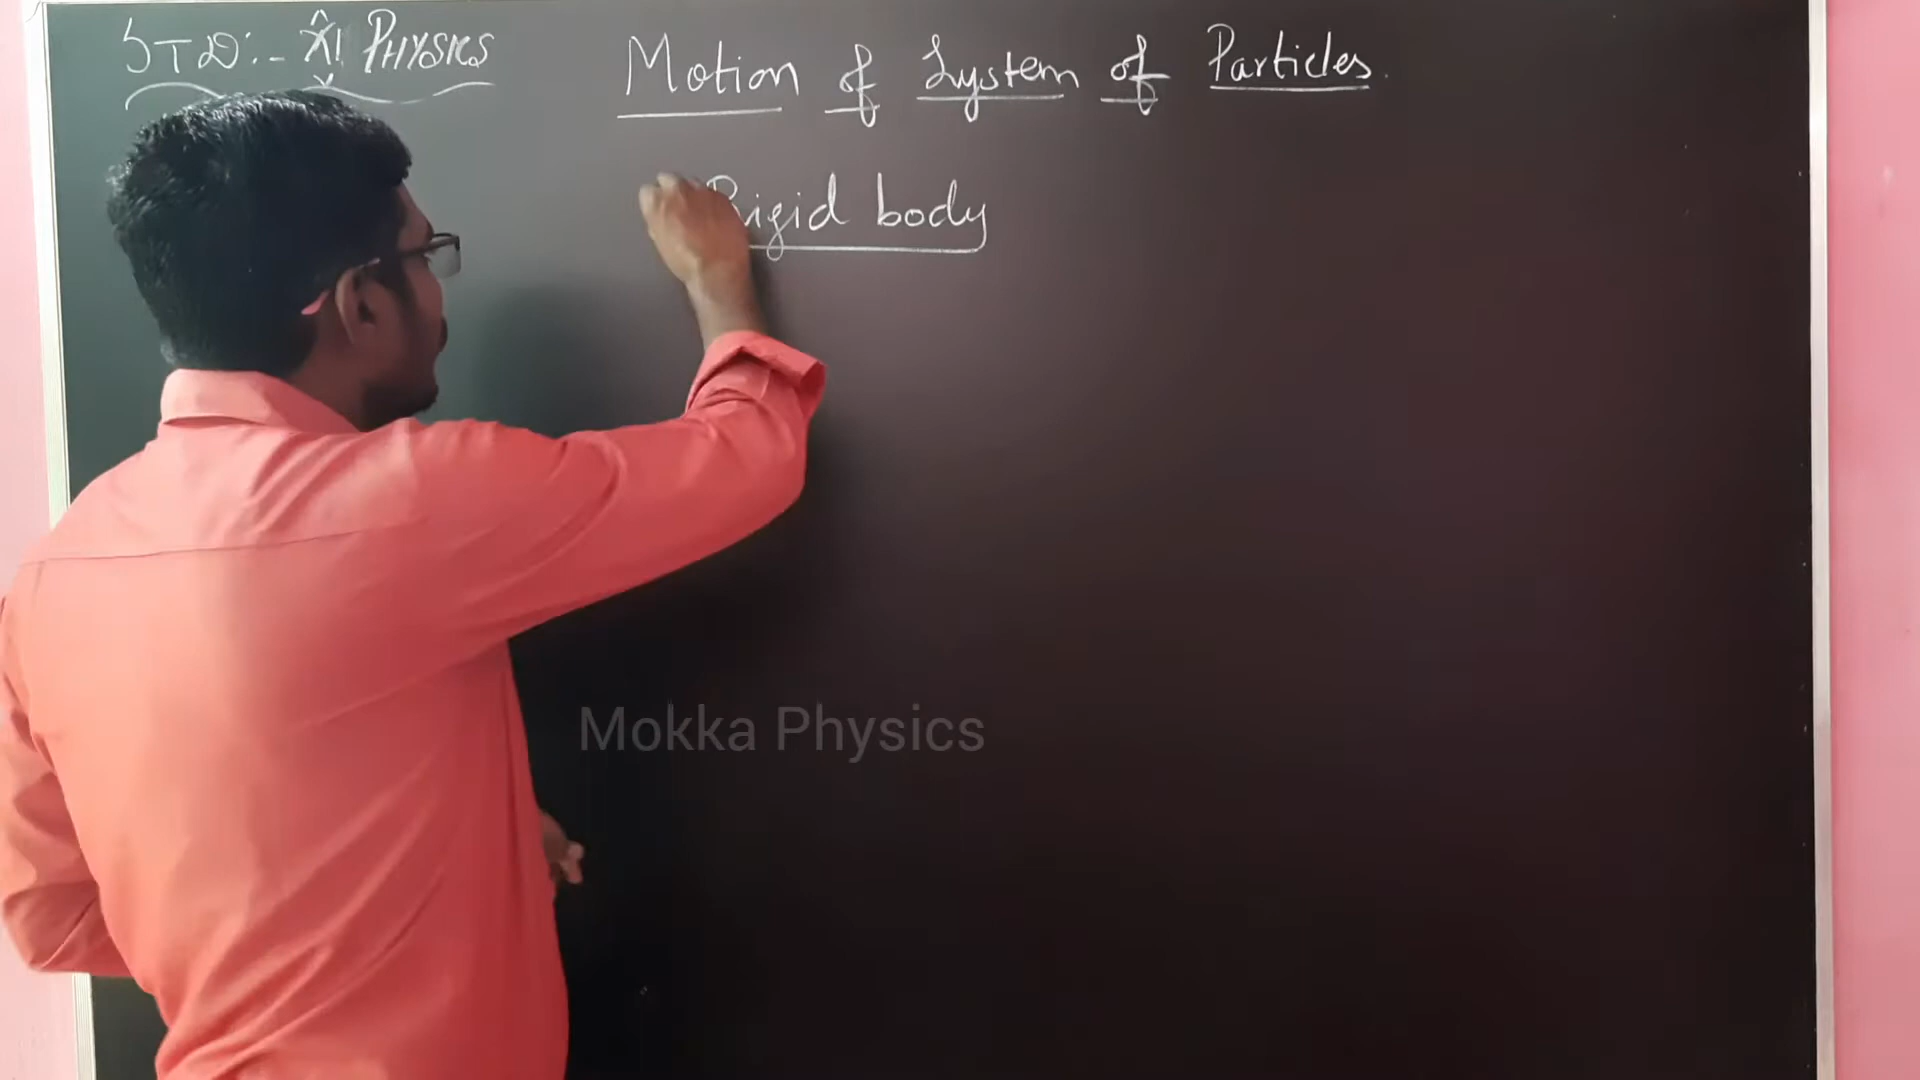 STD:- XI PHYSICS
Motion of System of Particles.
Rigid body
Mokka Physics